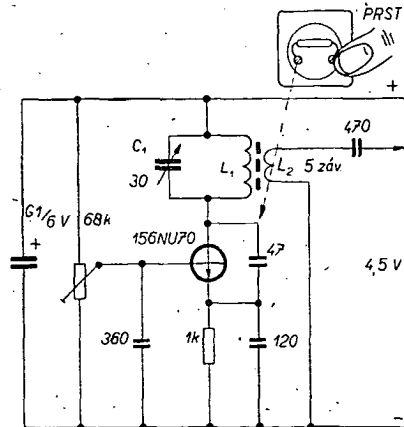 PRST
+
470
C1
30
L1
L2
5 záv.
G1/6 V
+
68k
156NU70
47
4,5 V
360
1k
120
-